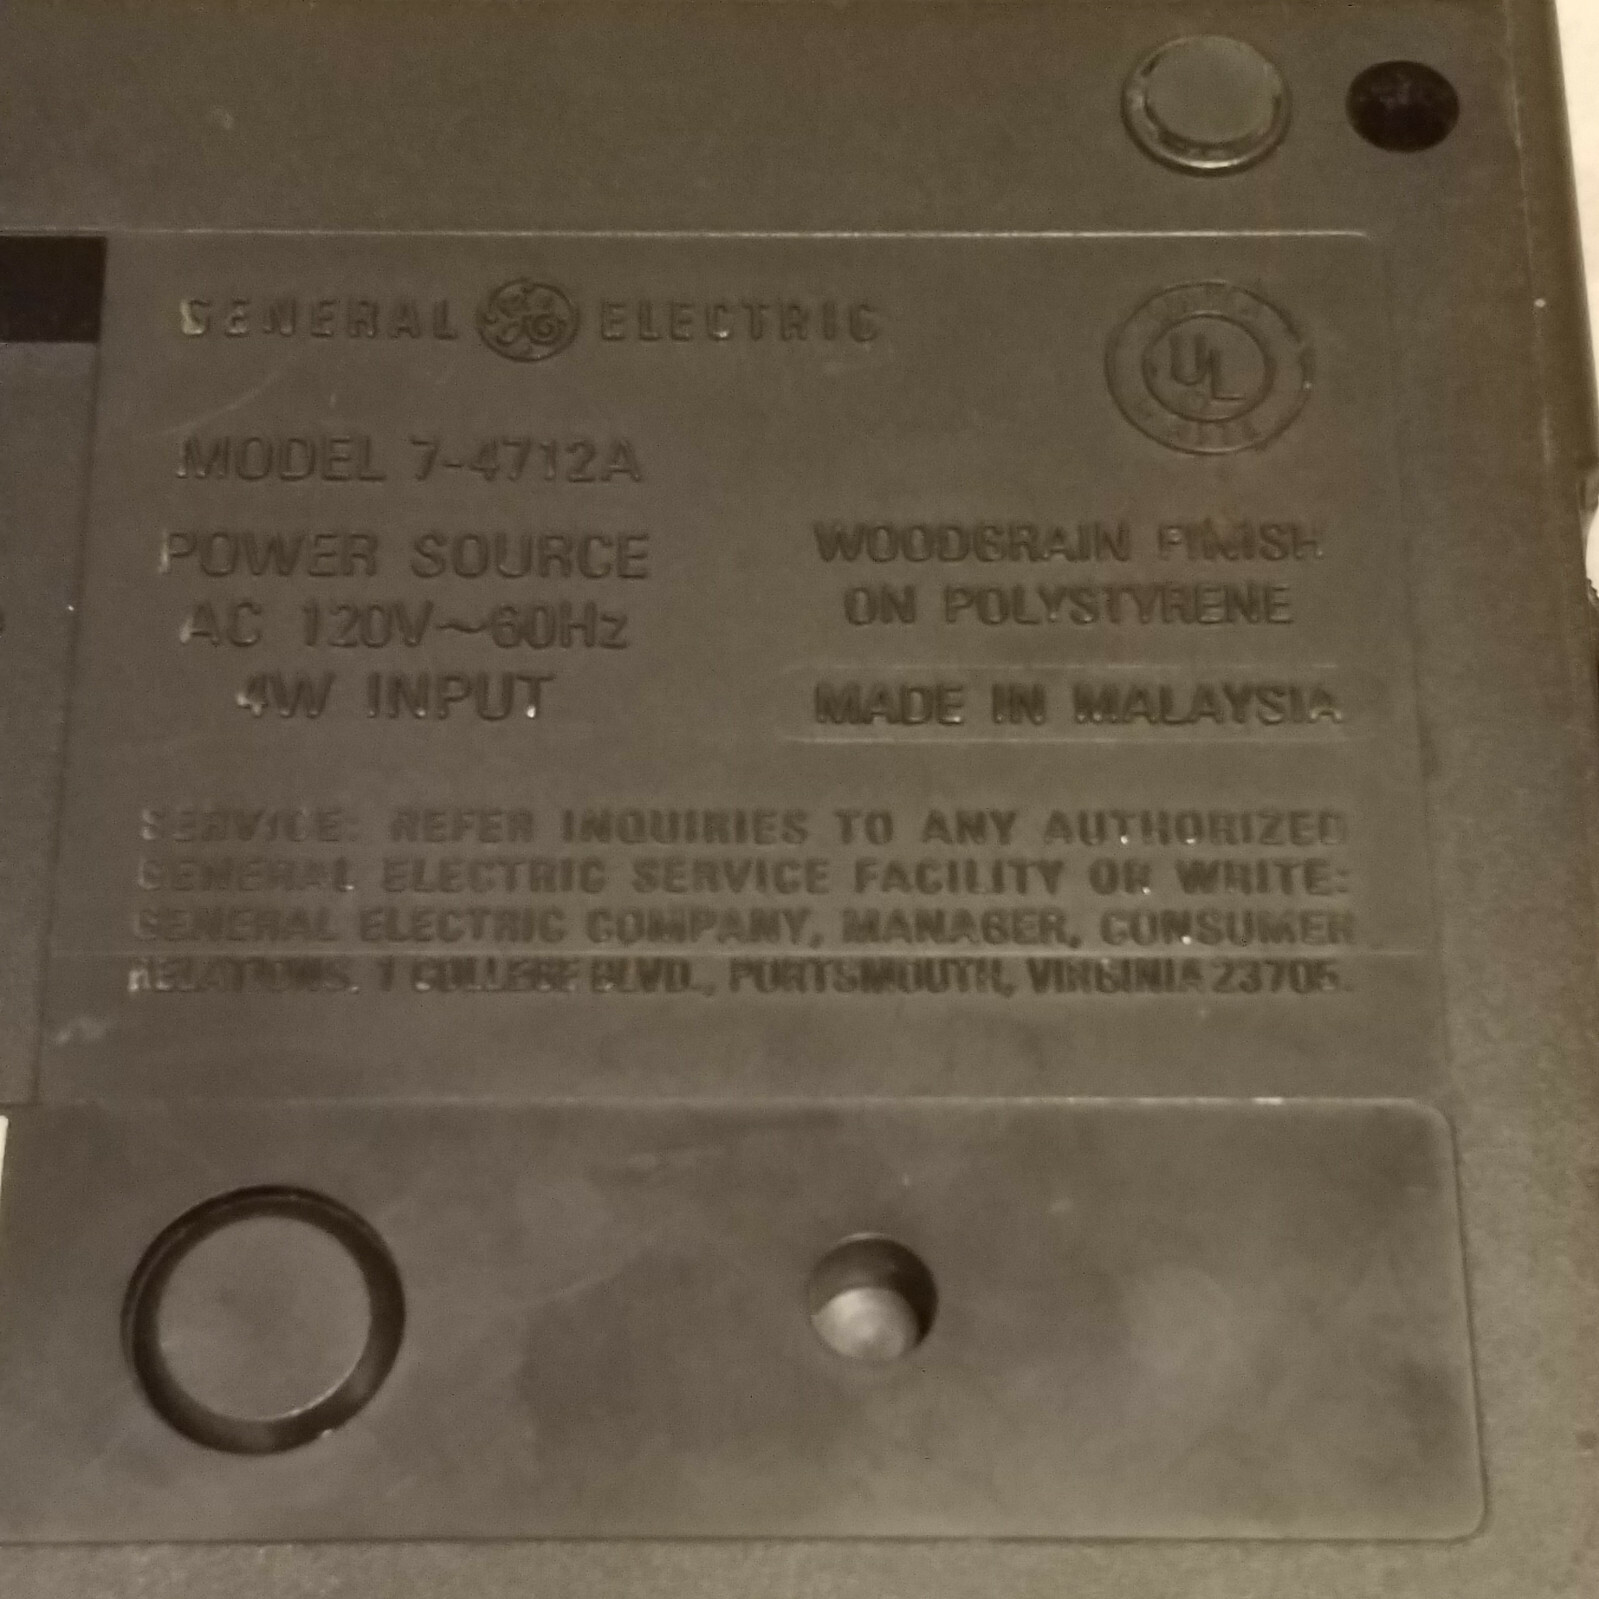 GENERAL GE ELECTRIC
UL
MODEL 7-4712A
POWER SOURCE
AC 120V~60Hz
4W INPUT
WOODGRAIN FINISH
ON POLYSTYRENE
MADE IN MALAYSIA
SERVICE: REFER INQUIRIES TO ANY AUTHORIZED
GENERAL ELECTRIC SERVICE FACILITY OR WRITE:
GENERAL ELECTRIC COMPANY, MANAGER, CONSUMER
RELATIONS, 1 COLLEGE BLVD., PORTSMOUTH, VIRGINIA 23705.